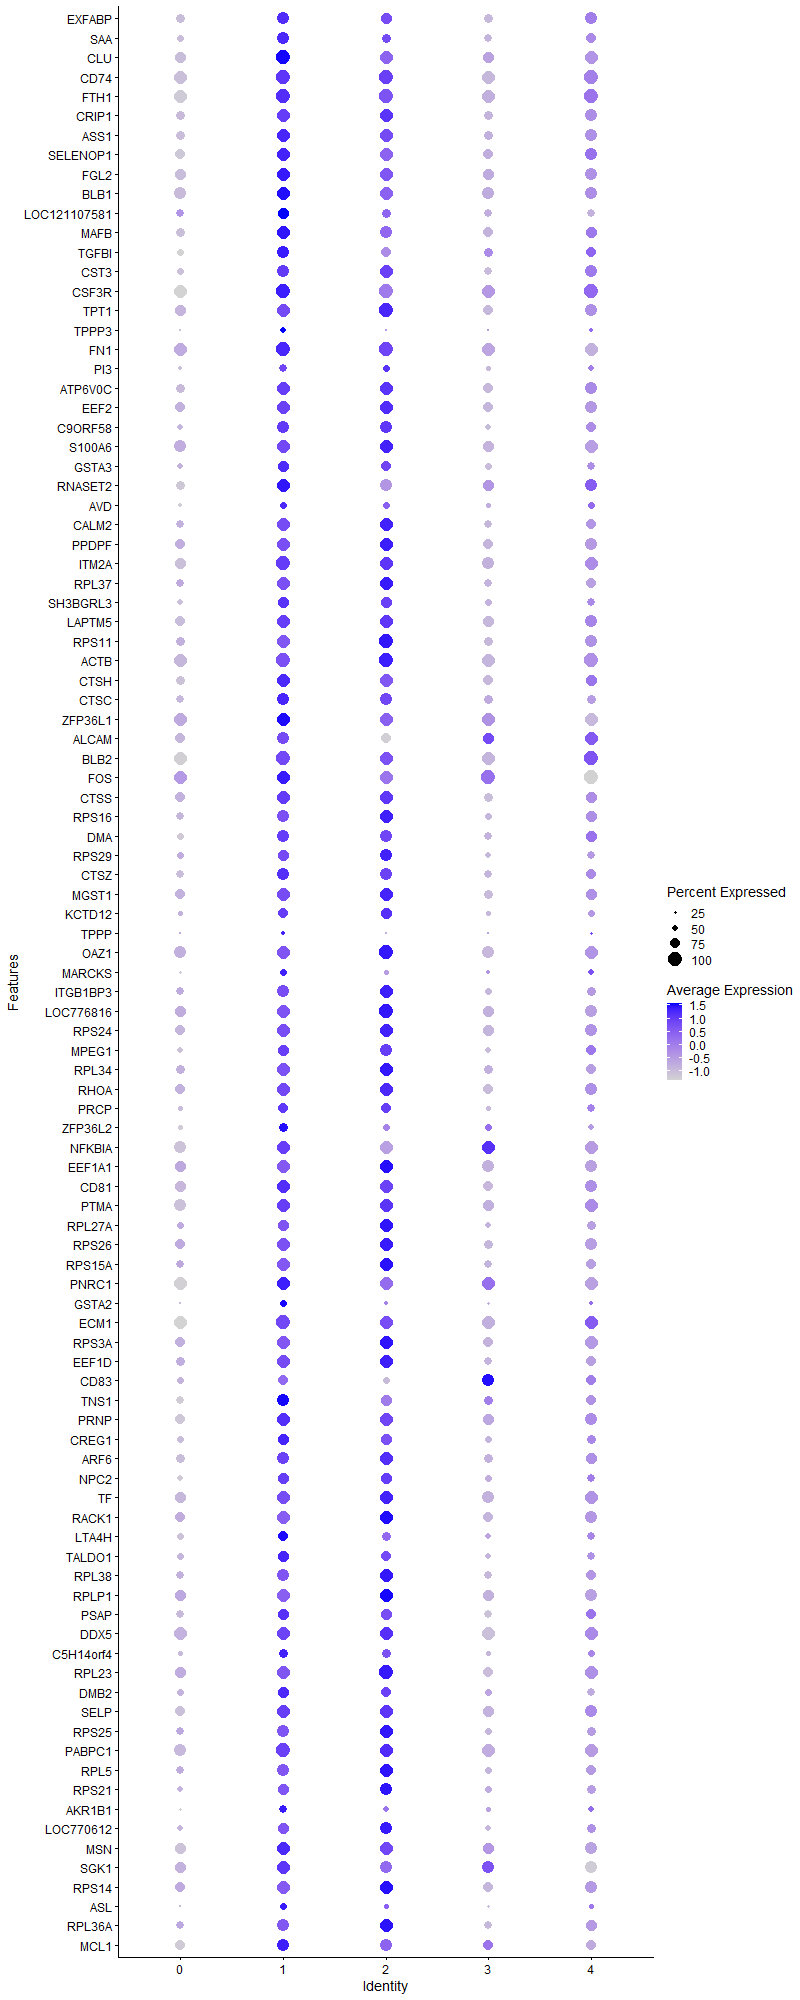 EXFABP
SAA
CLU
CD74
FTH1
CRIP1
ASS1
SELENOP1
FGL2
BLB1
LOC121107581
MAFB
TGFBI
CST3
CSF3R
TPT1
TPPP3
FN1
PI3
ATP6V0C
EEF2
C9ORF58
S100A6
GSTA3
RNASET2
AVD
CALM2
PPDPF
ITM2A
RPL37
SH3BGRL3
LAPTM5
RPS11
ACTB
CTSH
CTSC
ZFP36L1
ALCAM
BLB2
FOS
CTSS
RPS16
DMA
RPS29
CTSZ
MGST1
KCTD12
TPPP
OAZ1
MARCKS
ITGB1BP3
LOC776816
RPS24
MPEG1
RPL34
RHOA
PRCP
ZFP36L2
NFKBIA
EEF1A1
CD81
PTMA
RPL27A
RPS26
RPS15A
PNRC1
GSTA2
ECM1
RPS3A
EEF1D
CD83
TNS1
PRNP
CREG1
ARF6
NPC2
TF
RACK1
LTA4H
TALDO1
RPL38
RPLP1
PSAP
DDX5
C5H14orf4
RPL23
DMB2
SELP
RPS25
PABPC1
RPL5
RPS21
AKR1B1
LOC770612
MSN
SGK1
RPS14
ASL
RPL36A
MCL1
Features
0 1 2 3 4
Identity
Percent Expressed
25
50
75
100
Average Expression
1.5
1.0
0.5
0.0
-0.5
-1.0